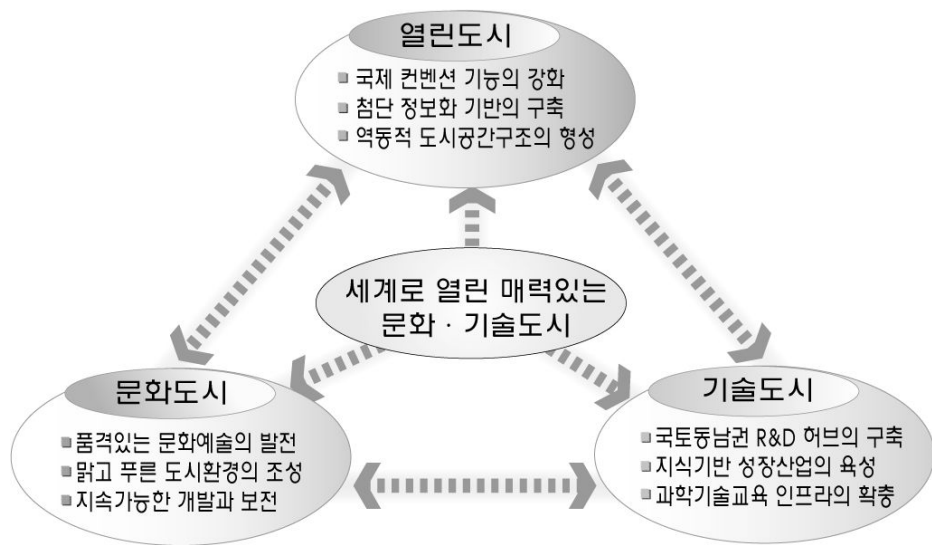 열린도시
▪ 국제 컨벤션 기능의 강화
▪ 첨단 정보화 기반의 구축
▪ 역동적 도시공간구조의 형성
세계로 열린 매력있는
문화 · 기술도시
문화도시
▪ 품격있는 문화예술의 발전
▪ 맑고 푸른 도시환경의 조성
▪ 지속가능한 개발과 보전
기술도시
▪ 국토동남권 R&D 허브의 구축
▪ 지식기반 성장산업의 육성
▪ 과학기술교육 인프라의 확충